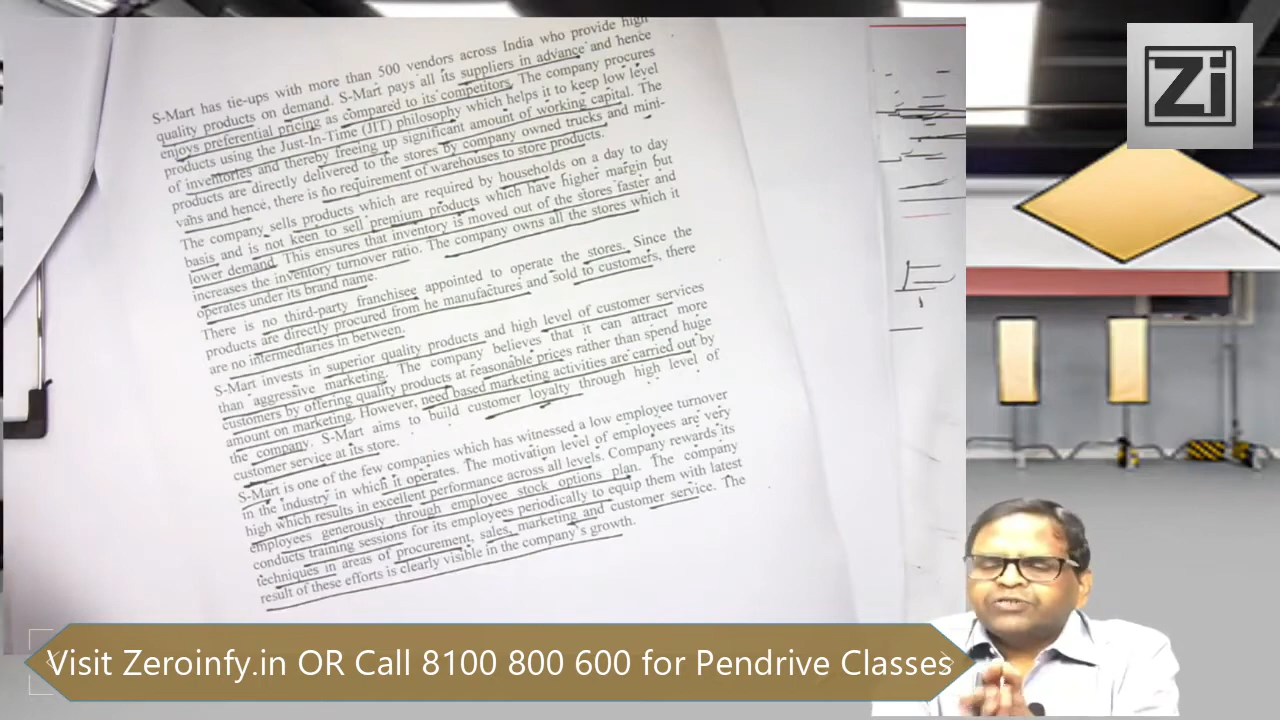 S-Mart has tie-ups with more than 500 vendors across India who provide high
quality products on demand. S-Mart pays all its suppliers in advance and hence
enjoys preferential pricing as compared to its competitors. The company procures
products using the Just-In-Time (JIT) philosophy which helps it to keep low level
of inventories and thereby freeing up significant amount of working capital. The
products are directly delivered to the stores by company owned trucks and mini-
vans and hence, there is no requirement of warehouses to store products.
The company sells products which are required by households on a day to day
basis and is not keen to sell premium products which have higher margin but
lower demand. This ensures that inventory is moved out of the stores faster and
increases the inventory turnover ratio. The company owns all the stores which it
operates under its brand name.
There is no third-party franchisee appointed to operate the stores. Since the
products are directly procured from he manufactures and sold to customers, there
are no intermediaries in between.
S-Mart invests in superior quality products and high level of customer services
than aggressive marketing. The company believes that it can attract more
customers by offering quality products at reasonable prices rather than spend huge
amount on marketing. However, need based marketing activities are carried out by
the company. S-Mart aims to build customer loyalty through high level of
customer service at its store.
S-Mart is one of the few companies which has witnessed a low employee turnover
in the industry in which it operates. The motivation level of employees are very
high which results in excellent performance across all levels. Company rewards its
employees generously through employee stock options plan. The company
conducts training sessions for its employees periodically to equip them with latest
techniques in areas of procurement, sales, marketing and customer service. The
result of these efforts is clearly visible in the company's growth.
Zi
Visit Zeroinfy.in OR Call 8100 800 600 for Pendrive Classes